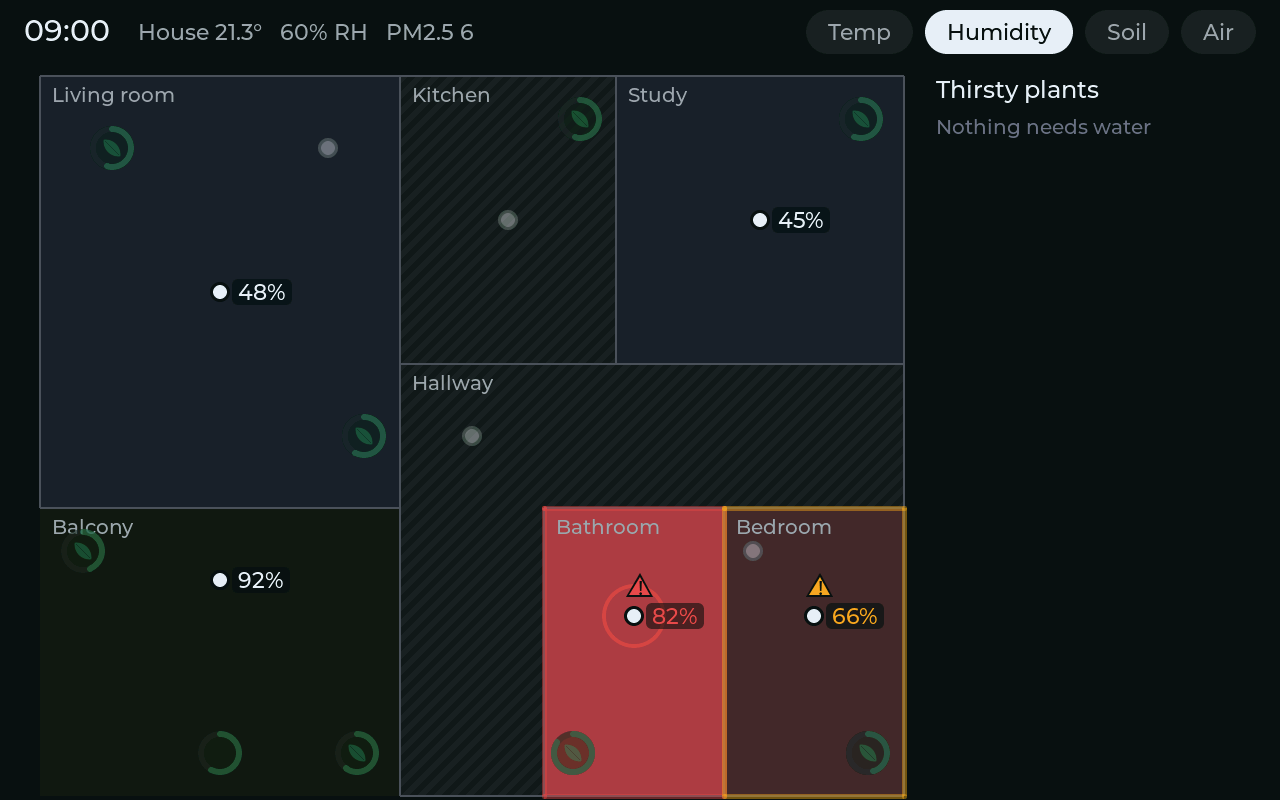 09:00 House 21.3° 60% RH PM2.5 6 Temp Humidity Soil Air
Living room
Kitchen
Study
Thirsty plants
Nothing needs water
45%
48%
Hallway
Balcony
Bathroom
Bedroom
92%
82%
66%